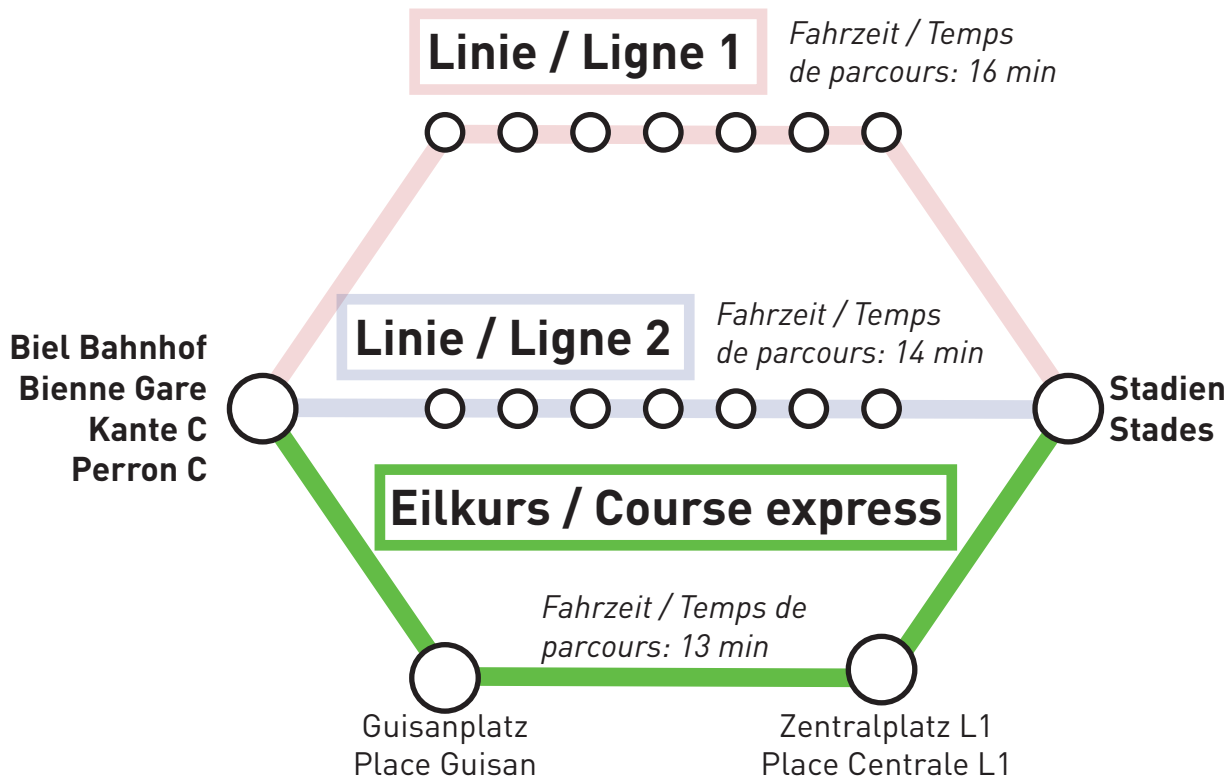 Linie / Ligne 1
Fahrzeit / Temps
de parcours: 16 min
Linie / Ligne 2
Fahrzeit / Temps
de parcours: 14 min
Biel Bahnhof
Bienne Gare
Kante C
Perron C
Stadien
Stades
Eilkurs / Course express
Fahrzeit / Temps de
parcours: 13 min
Guisanplatz
Place Guisan
Zentralplatz L1
Place Centrale L1